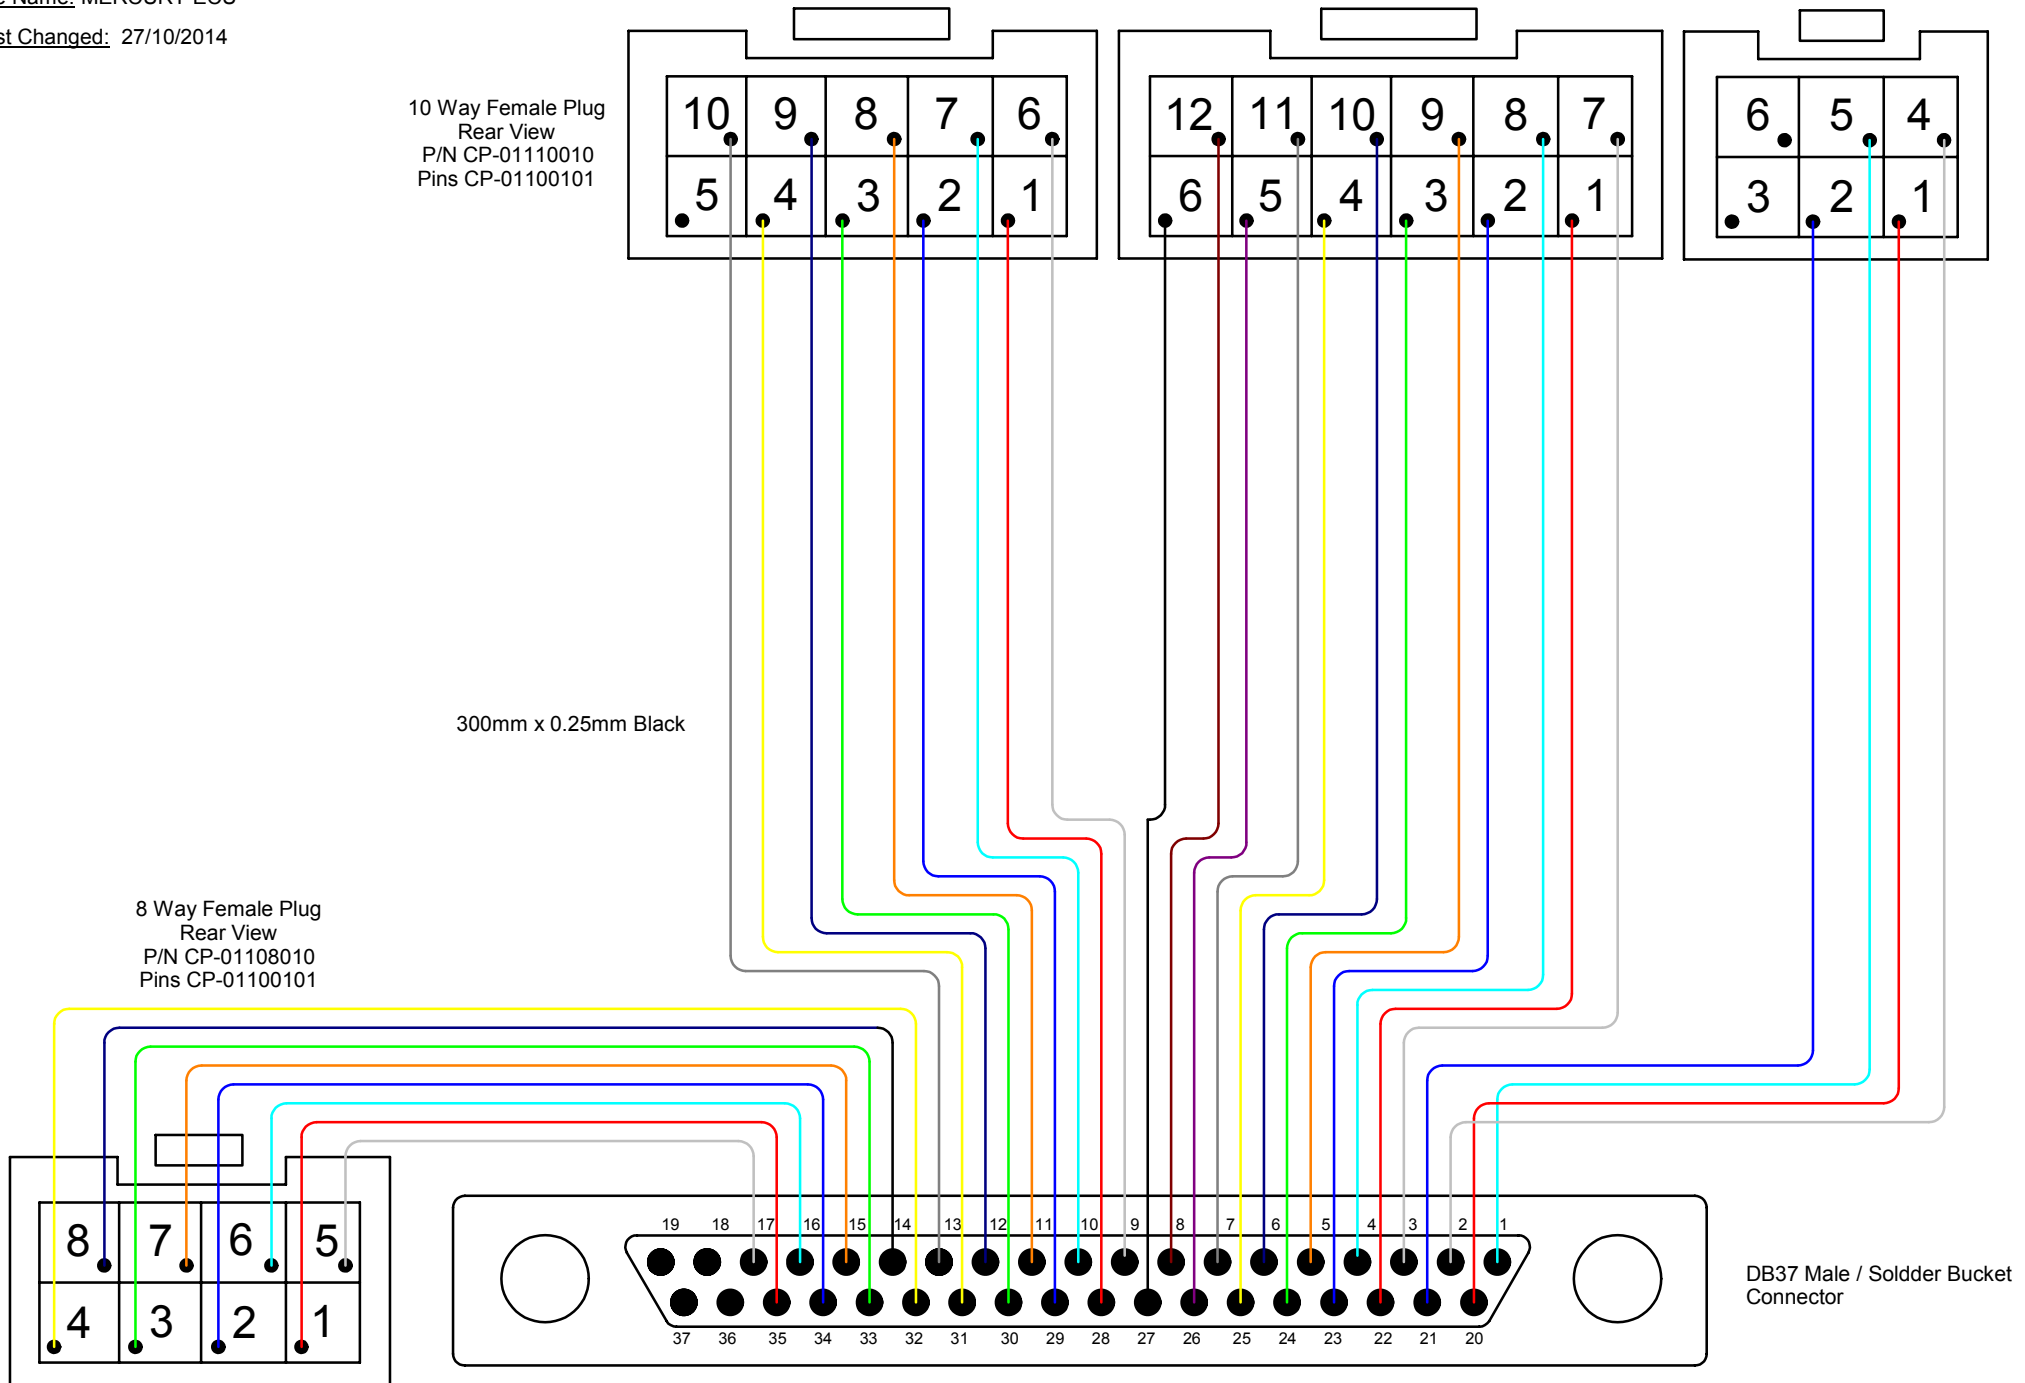 MERCURY ECU
Changed: 27/10/2014
10 Way Female Plug
Rear View
P/N CP-01110010
Pins CP-01100101
10 9 8 7 6
5 4 3 2 1
12 11 10 9 8 7
6 5 4 3 2 1
6 5 4
3 2 1
300mm x 0.25mm Black
8 Way Female Plug
Rear View
P/N CP-01108010
Pins CP-01100101
8 7 6 5
4 3 2 1
19 18 17 16 15 14 13 12 11 10 9 8 7 6 5 4 3 2 1
37 36 35 34 33 32 31 30 29 28 27 26 25 24 23 22 21 20
DB37 Male / Soldder Bucket
Connector